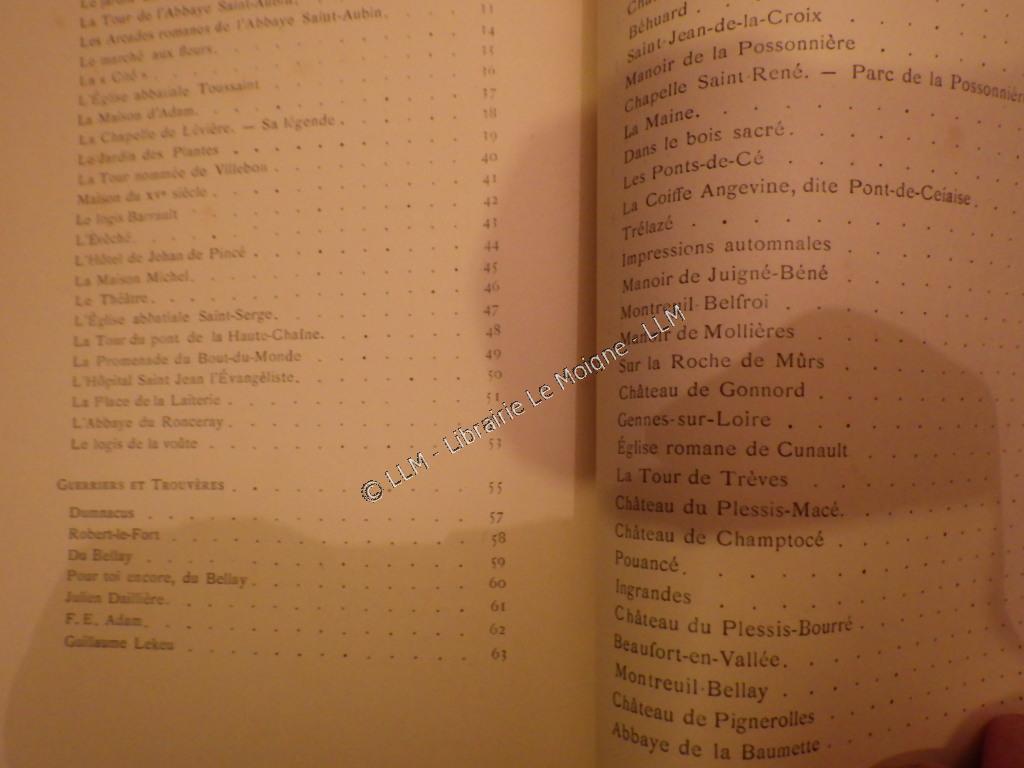 La Tour de l'Abbaye Saint-Aubin.
Les Arcades romanes de l'Abbaye Saint-Aubin.
Le marché aux fleurs.
La « Cité ».
L'Église abbatiale Toussaint
La Maison d'Adam.
La Chapelle de Lévière. — Sa légende
Le Jardin des Plantes
La Tour nommée de Villebon
Maison du XVe siècle
Le logis Barrault
L'Évêché.
L'Hôtel de Jehan de Pincé
La Maison Michel.
Le Théâtre.
L'Église abbatiale Saint-Serge.
La Tour du pont de la Haute-Chaîne.
La Promenade du Bout-du-Monde
L'Hôpital Saint Jean l'Évangéliste.
La Place de la Laiterie
L'Abbaye du Ronceray
Le logis de la voûte
33
34
35
36
37
38
39
40
41
42
43
44
45
46
47
48
49
50
51
53
GUERRIERS ET TROUVÈRES . 55
Dumnacus 57
Robert-le-Fort 58
Du Bellay 59
Pour toi encore, du Bellay 60
Julien Daillière. 61
F. E. Adam. 62
Guillaume Lekeu 63
Béhuard
Saint-Jean-de-la-Croix
Manoir de la Possonnière
Chapelle Saint-René. — Parc de la Possonnière
La Maine.
Dans le bois sacré.
Les Ponts-de-Cé
La Coiffe Angevine, dite Pont-de-Céiaise.
Trélazé
Impressions automnales
Manoir de Juigné-Béné
Montreuil-Belfroi
Manoir de Mollières
Sur la Roche de Mûrs
Château de Gonnord
Gennes-sur-Loire
Église romane de Cunault
La Tour de Trèves
Château du Plessis-Macé.
Château de Champtocé
Pouancé.
Ingrandes
Château du Plessis-Bourré
Beaufort-en-Vallée.
Montreuil-Bellay
Château de Pignerolles
Abbaye de la Baumette
© LLM - Librairie Le Moigne - LLM